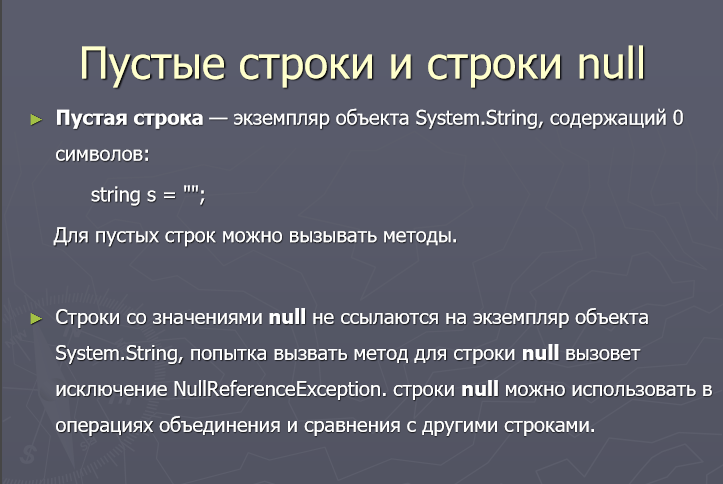 Пустые строки и строки null
► Пустая строка — экземпляр объекта System.String, содержащий 0
символов:
string s = "";
Для пустых строк можно вызывать методы.
► Строки со значениями null не ссылаются на экземпляр объекта
System.String, попытка вызвать метод для строки null вызовет
исключение NullReferenceException. строки null можно использовать в
операциях объединения и сравнения с другими строками.